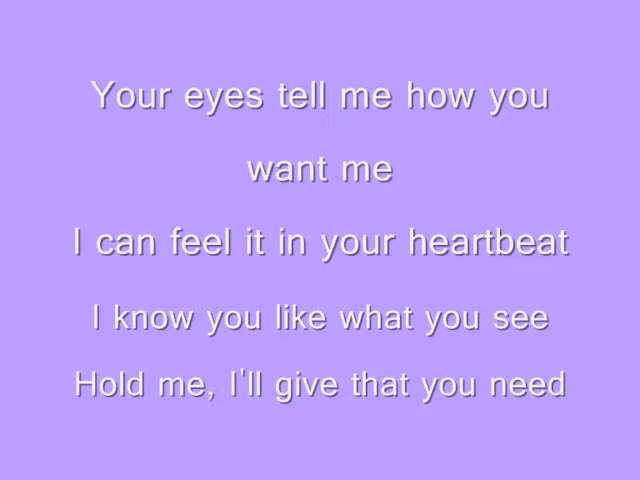 Your eyes tell me how you
want me
I can feel it in your heartbeat
I know you like what you see
Hold me, I'll give that you need